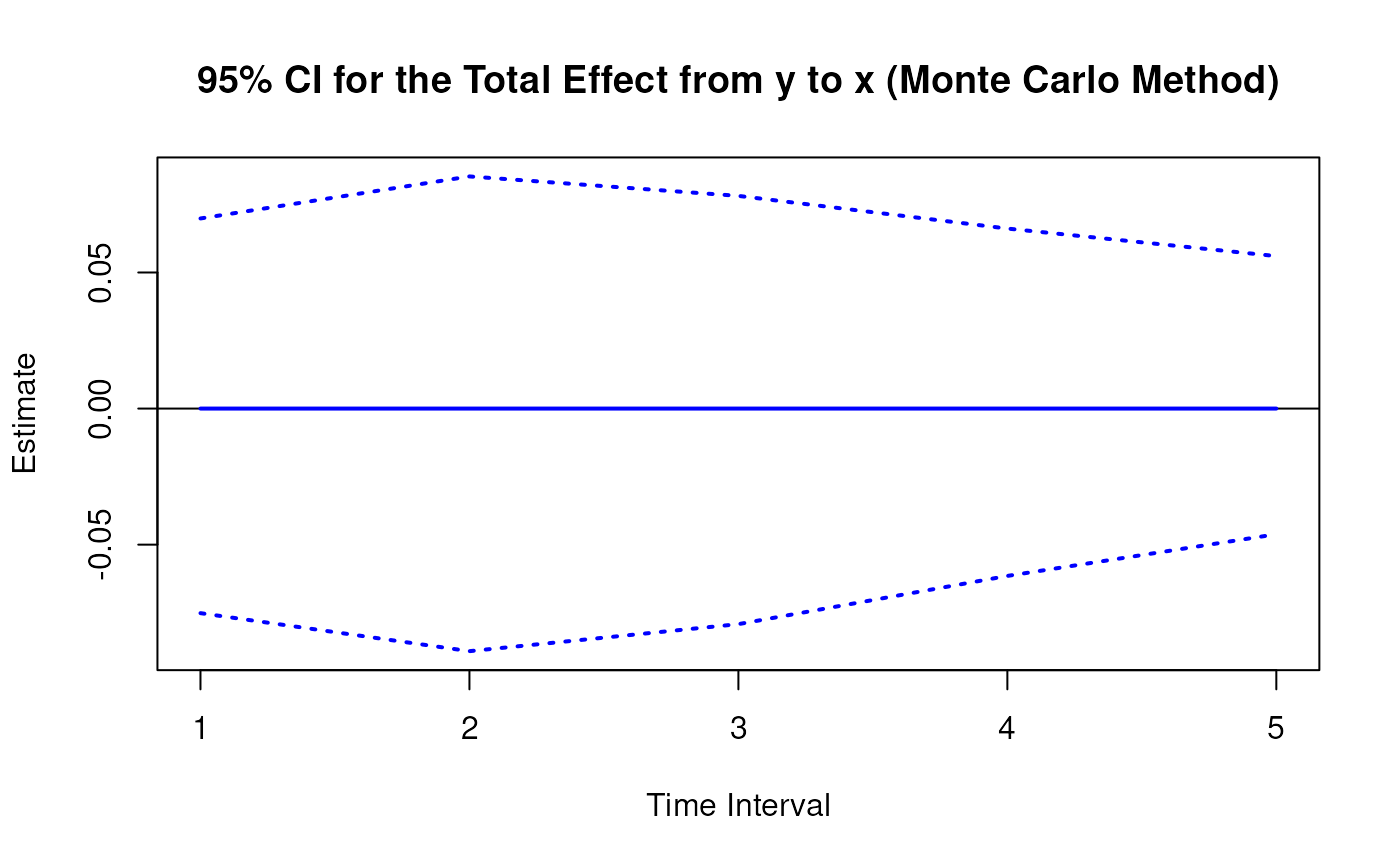 95% CI for the Total Effect from y to x (Monte Carlo Method)
Estimate
0.05
0.00
-0.05
1 2 3 4 5
Time Interval